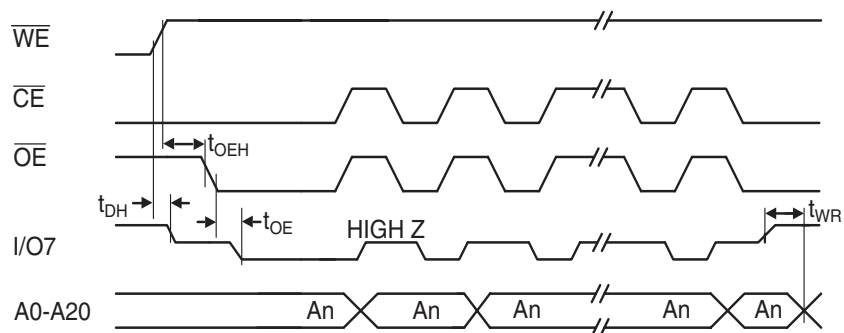 WE
CE
OE
tOEH
tDH
tOE
HIGH Z
tWR
I/O7
A0-A20 An An An An An